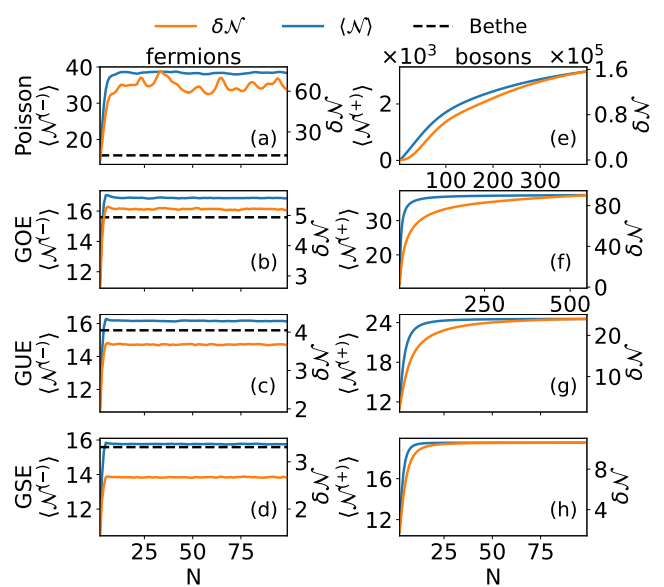 δ𝒩 ⟨𝒩⟩ Bethe
fermions ×10³ bosons ×10⁵
Poisson
⟨𝒩⁽⁻⁾⟩
40
30
20
(a)
60
30
δ𝒩
⟨𝒩⁽⁺⁾⟩
2
0
(e)
1.6
0.8
0.0
δ𝒩
100 200 300
GOE
⟨𝒩⁽⁻⁾⟩
16
14
12
(b)
5
4
3
δ𝒩
⟨𝒩⁽⁺⁾⟩
30
20
(f)
80
40
0
δ𝒩
250 500
GUE
⟨𝒩⁽⁻⁾⟩
16
14
12
(c)
4
3
2
δ𝒩
⟨𝒩⁽⁺⁾⟩
24
18
12
(g)
20
10
δ𝒩
GSE
⟨𝒩⁽⁻⁾⟩
16
14
12
(d)
3
2
δ𝒩
⟨𝒩⁽⁺⁾⟩
16
12
(h)
8
4
δ𝒩
25 50 75
N
25 50 75
N